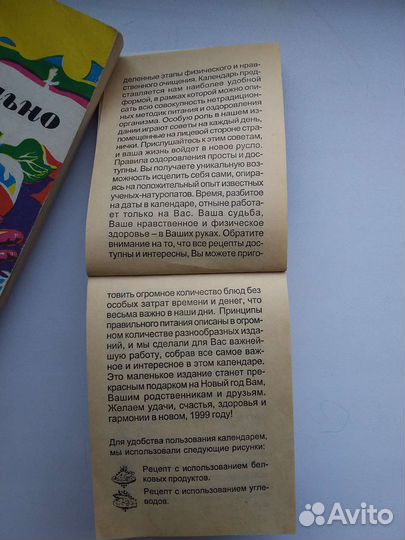 льно
деленные этапы физического и нрав-
ственного очищения. Календарь пред-
ставляется нам наиболее удобной
формой, в рамках которой можно опи-
сать всю совокупность нетрадицион-
ных методик питания и оздоровления
организма. Особую роль в нашем из-
дании играют советы на каждый день,
помещенные на лицевой стороне стра-
нички. Прислушайтесь к этим советам,
и ваша жизнь войдет в новое русло.
Правила оздоровления просты и дос-
тупны. Вы получаете уникальную воз-
можность исцелить себя сами, опира-
ясь на положительный опыт известных
ученых-натуропатов. Время, разбитое
на даты в календаре, отныне работа-
ет только на Вас. Ваша судьба,
Ваше нравственное и физическое
здоровье – в Ваших руках. Обратите
внимание на то, что все рецепты дос-
тупны и интересны, Вы можете приго-
товить огромное количество блюд без
особых затрат времени и денег, что
весьма важно в наши дни. Принципы
правильного питания описаны в огром-
ном количестве разнообразных изда-
ний, и мы сделали для Вас важней-
шую работу, собрав все самое важ-
ное и интересное в этом календаре.
Это маленькое издание станет пре-
красным подарком на Новый год Вам,
Вашим родственникам и друзьям.
Желаем удачи, счастья, здоровья и
гармонии в новом, 1999 году!
Для удобства пользования календарем,
мы использовали следующие рисунки:
Рецепт с использованием бел-
ковых продуктов.
Рецепт с использованием угле-
водов.
Avito